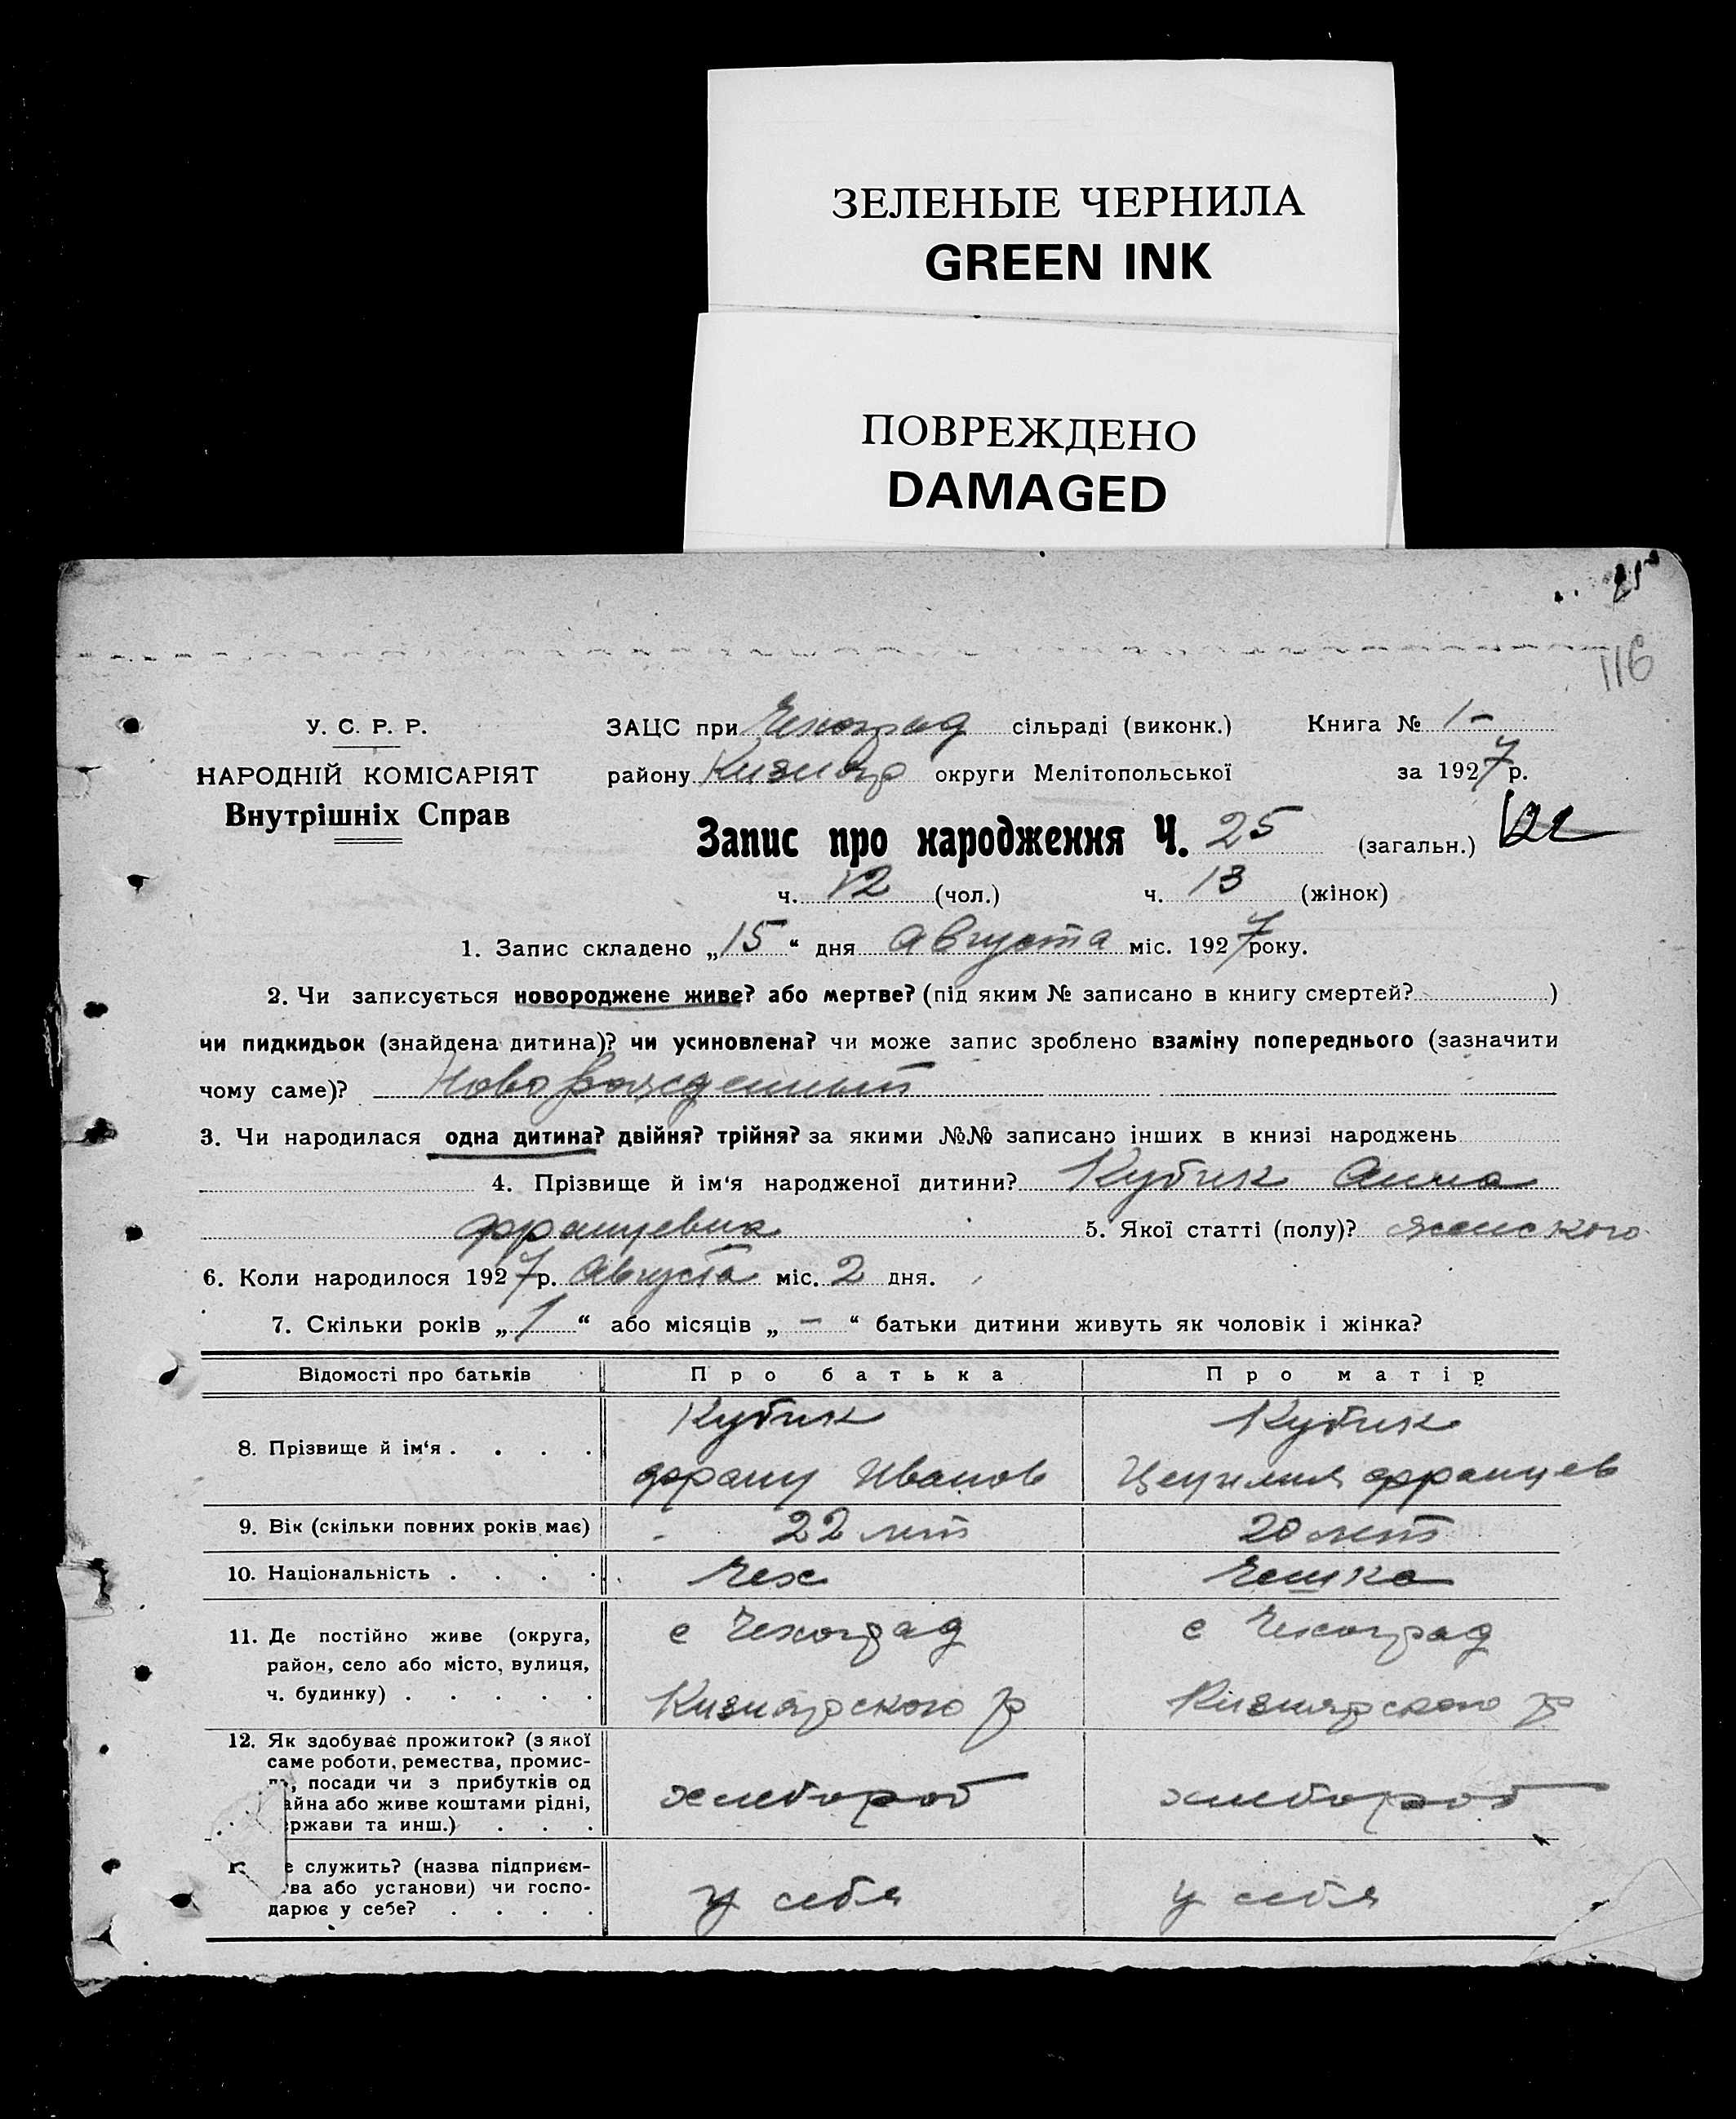 ЗЕЛЕНЫЕ ЧЕРНИЛА
GREEN INK
ПОВРЕЖДЕНО
DAMAGED
25
116
У. С. Р. Р.
НАРОДНІЙ КОМІСАРІЯТ
Внутрішніх Справ
ЗАЦС при Чехоград сільраді (виконк.) Книга № 1 -
району Кизияр округи Мелітопольської за 1927 р.
Запис про народження Ч. 25 (загальн.)
ч. 12 (чол.) ч. 13 (жінок)
1. Запис складено „15“ дня Августа міс. 1927 року.
2. Чи записується новороджене живе? або мертве? (під яким № записано в книгу смертей? )
чи пидкидьок (знайдена дитина)? чи усиновлена? чи може запис зроблено взаміну попереднього (зазначити
чому саме)? Новорожденный
3. Чи народилася одна дитина? двійня? трійня? за якими №№ записано інших в книзі народжень
4. Прізвище й ім‘я народженої дитини? Кубик Анна
Францевна 5. Якої статті (полу)? женского
6. Коли народилося 1927 р. Августа міс. 2 дня.
7. Скільки років „1“ або місяців „ - “ батьки дитини живуть як чоловік і жінка?
Відомості про батьків Про батька Про матір
8. Прізвище й ім‘я . . . . Кубик Кубик
Франц Иванов Цецилия Францев
9. Вік (скільки повних років має) 22 лет 20 лет
10. Національність . . . . Чех Чешка
11. Де постійно живе (округа, с Чехоград с Чехоград
район, село або місто, вулиця,
ч. будинку) . . . . . Кизиярского р Кизиярского р
12. Як здобуває прожиток? (з якої
саме роботи, ремества, промис-
, посади чи з прибутків од хлебороб хлебороб
айна або живе коштами рідні,
ржави та инш.) . . .
е служить? (назва підприєм-
ва або установи) чи госпо- у себя у себя
дарює у себе? . . . .